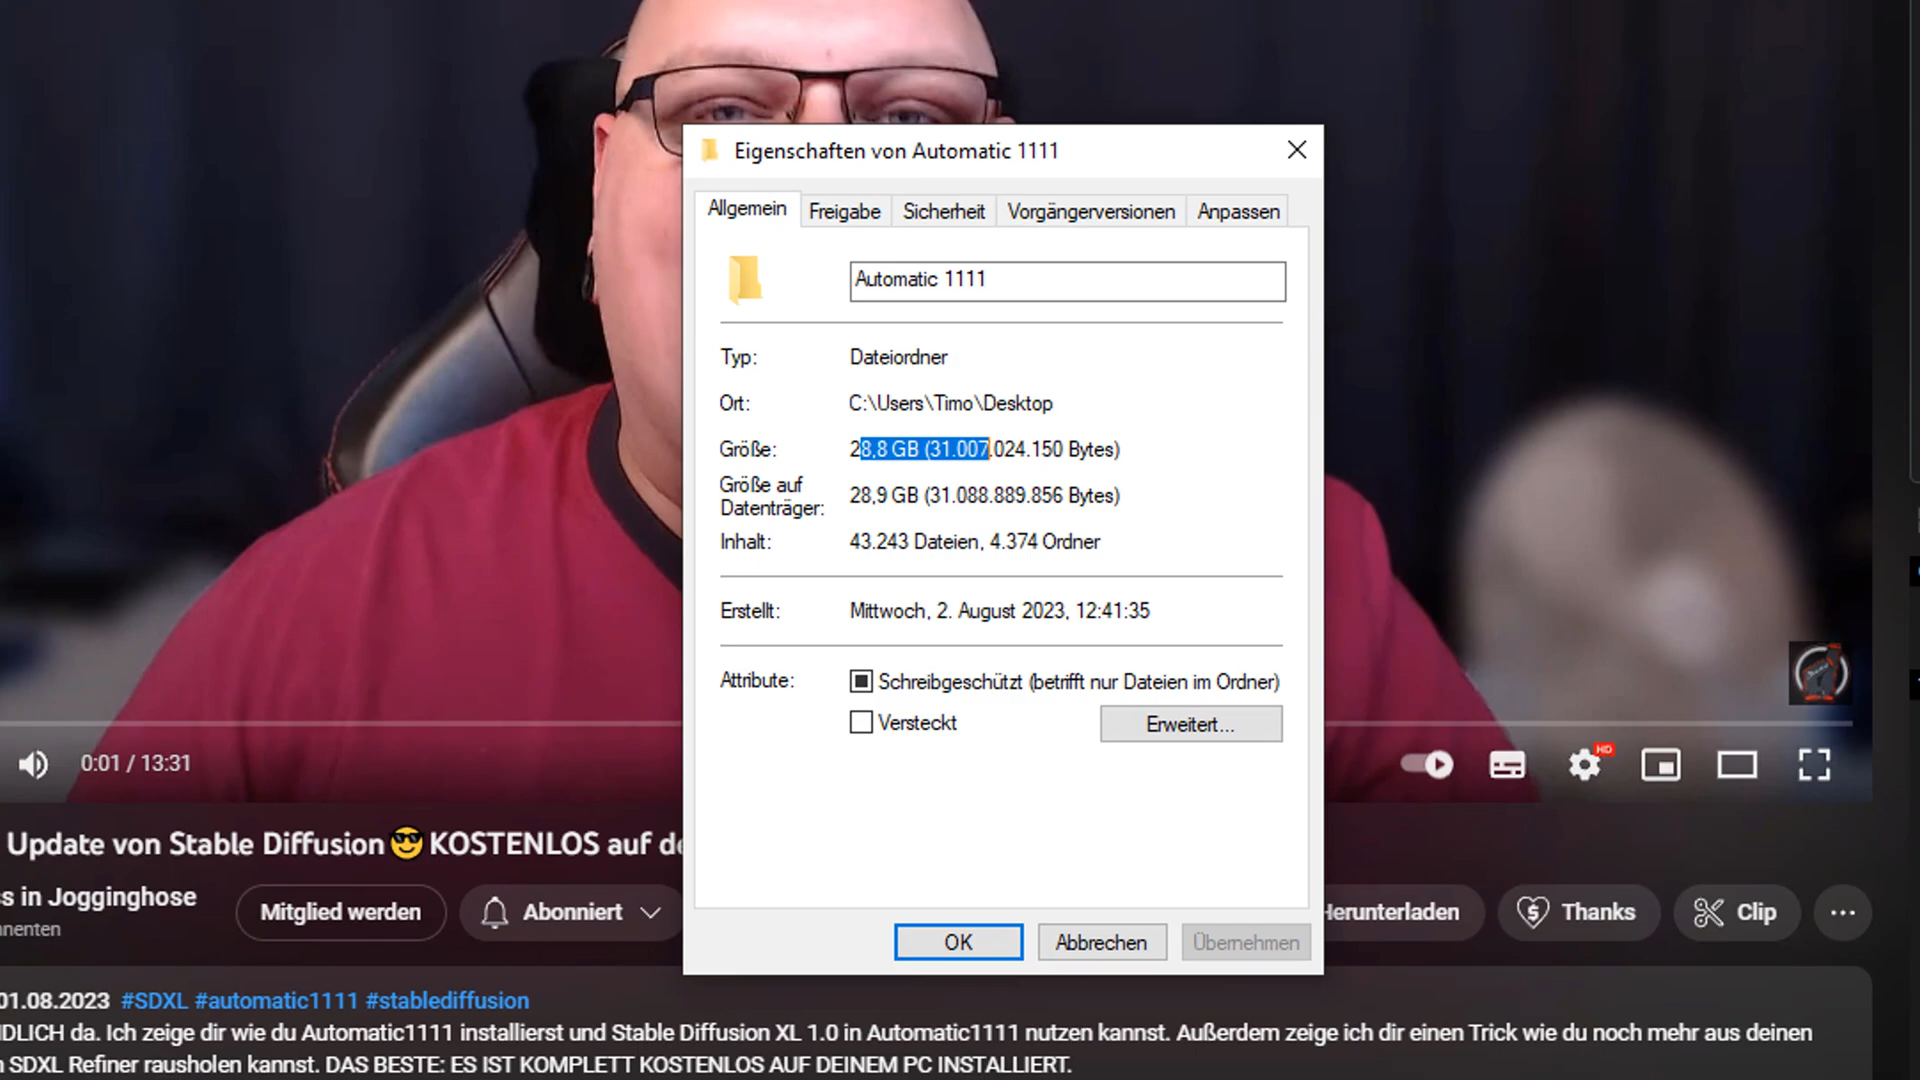 Eigenschaften von Automatic 1111
Allgemein Freigabe Sicherheit Vorgängerversionen Anpassen
Automatic 1111
Typ: Dateiordner
Ort: C:\Users\Timo\Desktop
Größe: 28,8 GB (31.007.024.150 Bytes)
Größe auf
Datenträger: 28,9 GB (31.088.889.856 Bytes)
Inhalt: 43.243 Dateien, 4.374 Ordner
Erstellt: Mittwoch, 2. August 2023, 12:41:35
Attribute: Schreibgeschützt (betrifft nur Dateien im Ordner)
Versteckt Erweitert...
OK Abbrechen Übernehmen
0:01 / 13:31 HD
Update von Stable Diffusion😎KOSTENLOS auf de
s in Jogginghose
nnenten
Mitglied werden Abonniert Herunterladen Thanks Clip ...
01.08.2023 #SDXL #automatic1111 #stablediffusion
NDLICH da. Ich zeige dir wie du Automatic1111 installierst und Stable Diffusion XL 1.0 in Automatic1111 nutzen kannst. Außerdem zeige ich dir einen Trick wie du noch mehr aus deinen
n SDXL Refiner rausholen kannst. DAS BESTE: ES IST KOMPLETT KOSTENLOS AUF DEINEM PC INSTALLIERT.